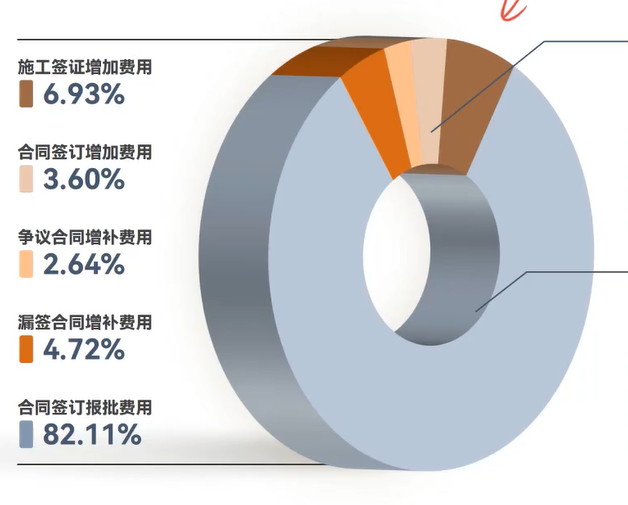 施工签证增加费用
6.93%
合同签订增加费用
3.60%
争议合同增补费用
2.64%
漏签合同增补费用
4.72%
合同签订报批费用
82.11%